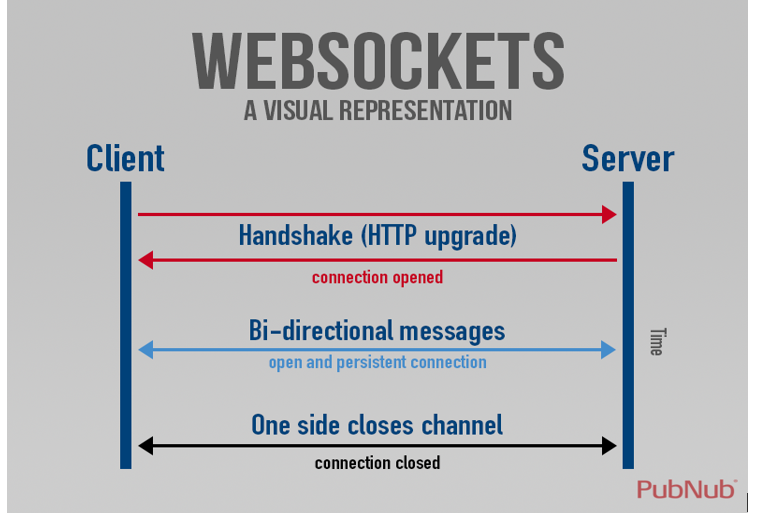 WEBSOCKETS
A VISUAL REPRESENTATION
Client
Server
Handshake (HTTP upgrade)
connection opened
Bi-directional messages
open and persistent connection
Time
One side closes channel
connection closed
PubNub